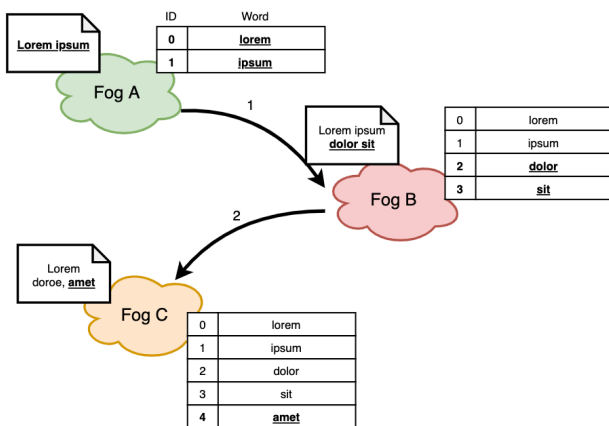 ID Word
Lorem ipsum
0 lorem
1 ipsum
Fog A
1
Lorem ipsum
dolor sit
0 lorem
1 ipsum
2 dolor
3 sit
Fog B
2
Lorem
doroe, amet
Fog C
0 lorem
1 ipsum
2 dolor
3 sit
4 amet